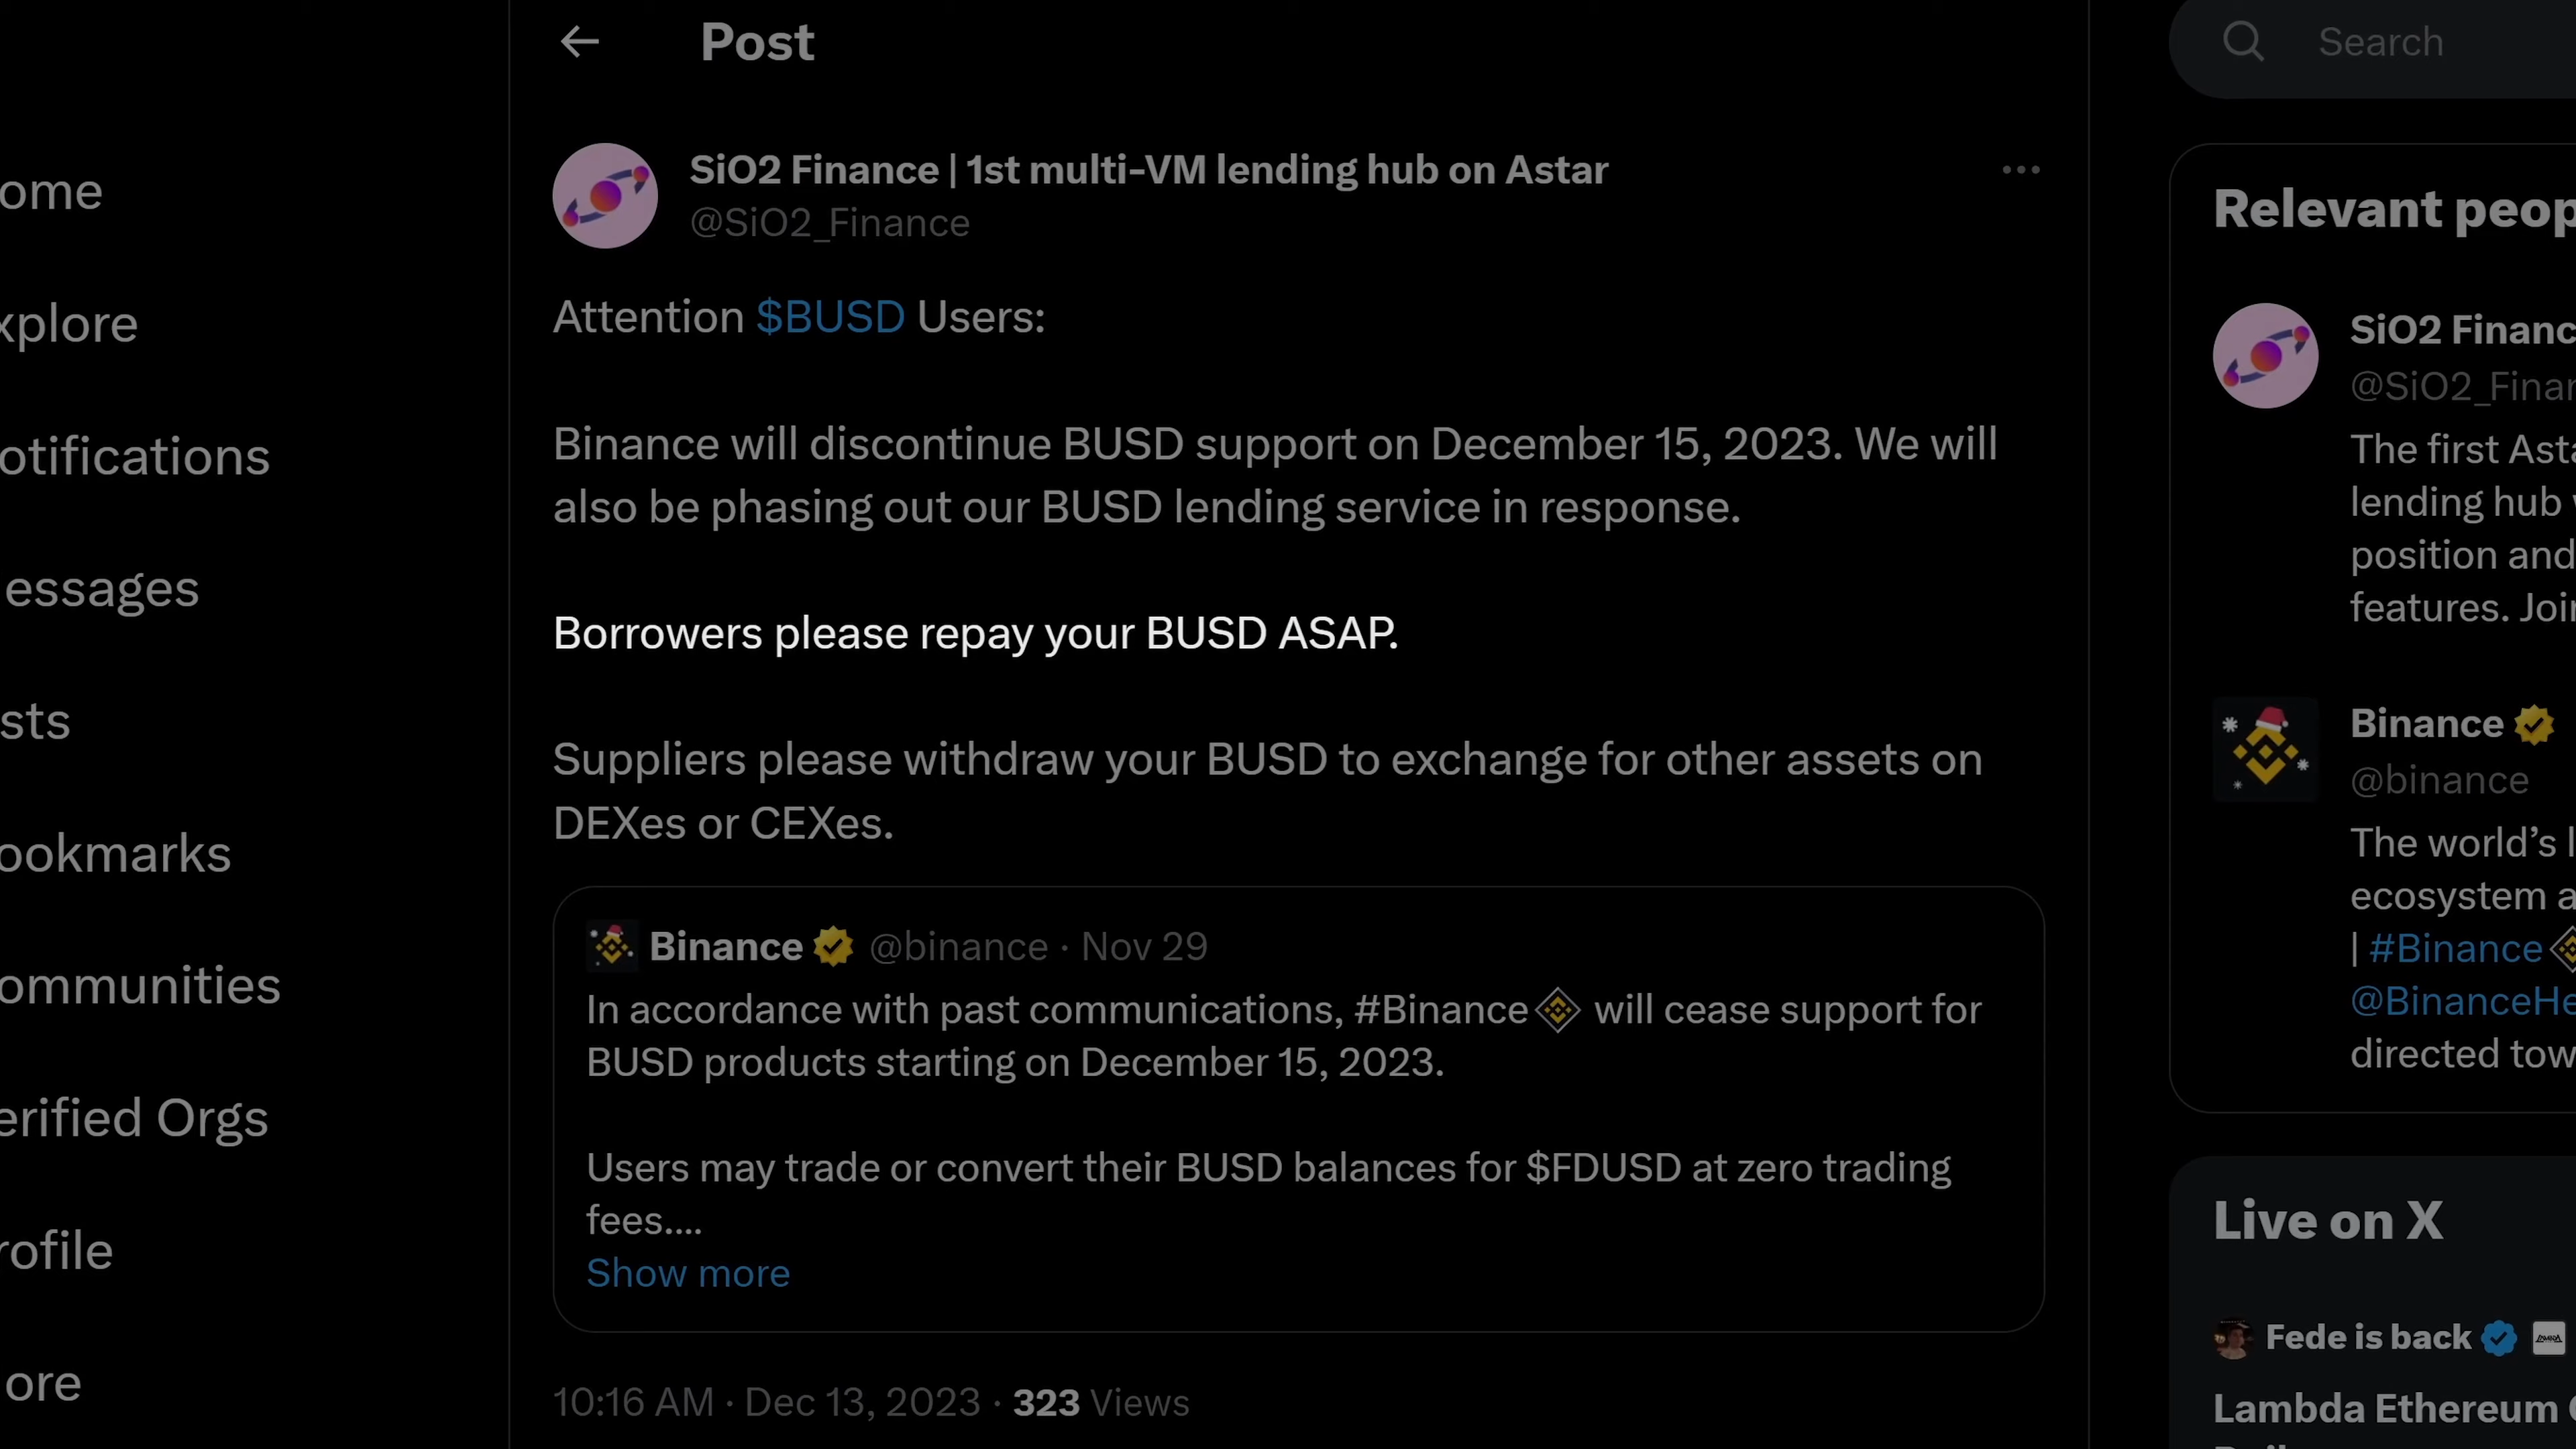 Post
Search
SiO2 Finance | 1st multi-VM lending hub on Astar
@SiO2_Finance
Attention $BUSD Users:
Binance will discontinue BUSD support on December 15, 2023. We will
also be phasing out our BUSD lending service in response.
Borrowers please repay your BUSD ASAP.
Suppliers please withdraw your BUSD to exchange for other assets on
DEXes or CEXes.
Binance @binance · Nov 29
In accordance with past communications, #Binance will cease support for
BUSD products starting on December 15, 2023.
Users may trade or convert their BUSD balances for $FDUSD at zero trading
fees....
Show more
10:16 AM · Dec 13, 2023 · 323 Views
ome
xplore
otifications
essages
sts
ookmarks
ommunities
erified Orgs
rofile
ore
Relevant peop
SiO2 Financ
@SiO2_Finan
The first Asta
lending hub
position and
features. Joi
Binance
@binance
The world's l
ecosystem a
| #Binance
@BinanceHe
directed tow
Live on X
Fede is back
Lambda Ethereum